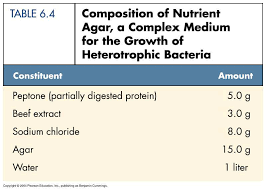 TABLE 6.4
Composition of Nutrient
Agar, a Complex Medium
for the Growth of
Heterotrophic Bacteria
Constituent Amount
Peptone (partially digested protein) 5.0 g
Beef extract 3.0 g
Sodium chloride 8.0 g
Agar 15.0 g
Water 1 liter
Copyright © 2004 Pearson Education, Inc., publishing as Benjamin Cummings.